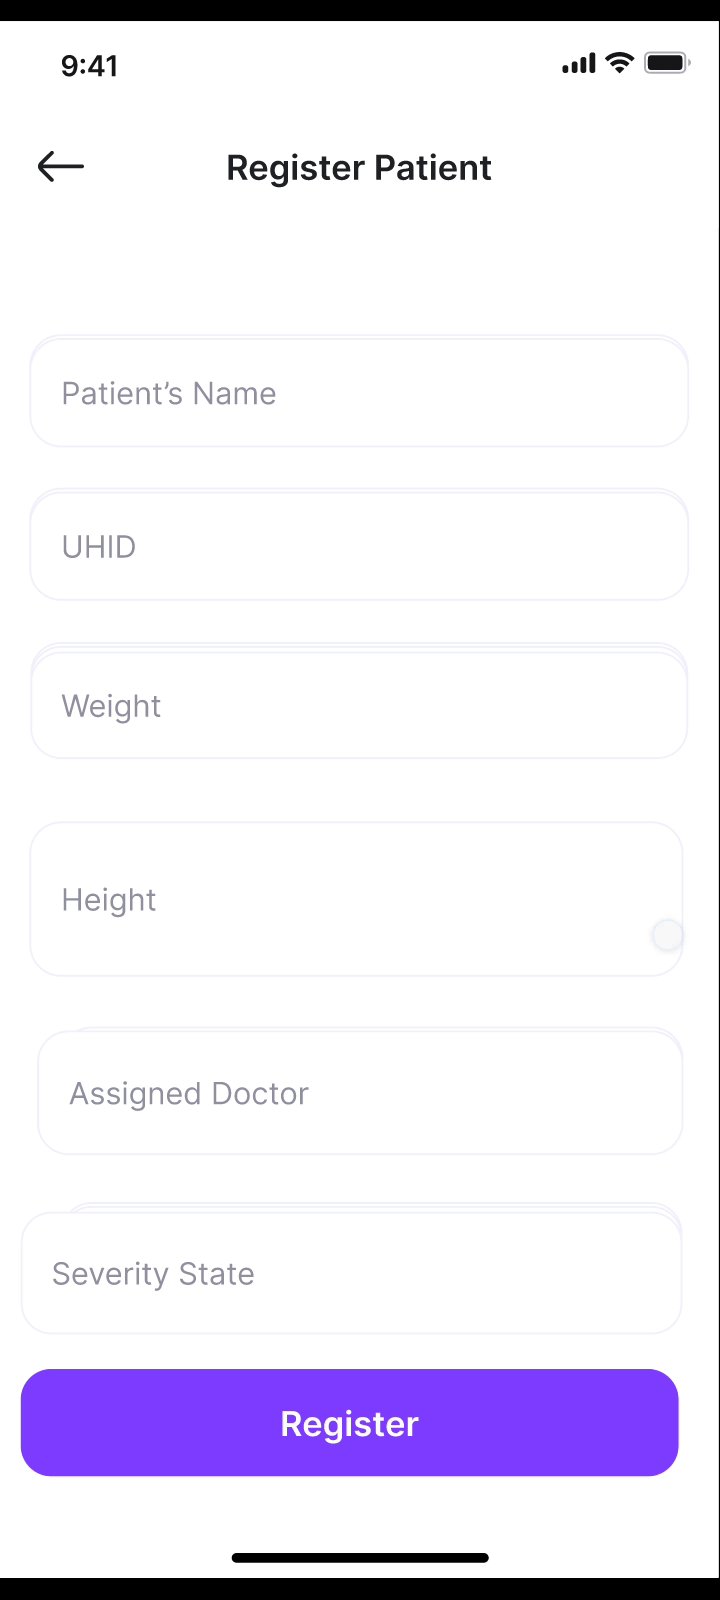 9:41
Register Patient
Patient’s Name
UHID
Weight
Height
Assigned Doctor
Severity State
Register